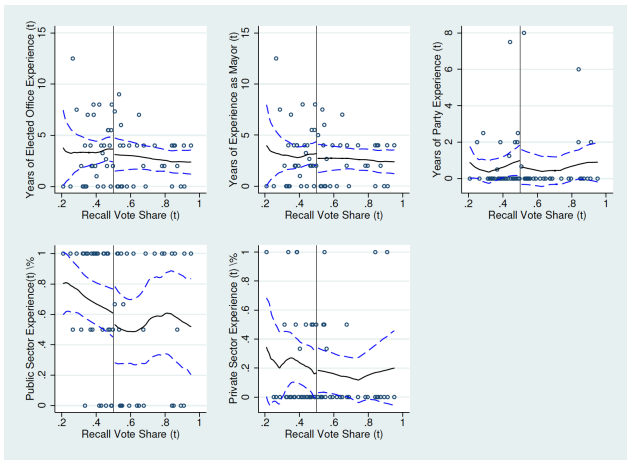 Years of Elected Office Experience (t)
0 5 10 15
.2 .4 .6 .8 1
Recall Vote Share (t)
Years of Experience as Mayor (t)
0 5 10 15
.2 .4 .6 .8 1
Recall Vote Share (t)
Years of Party Experience (t)
0 2 4 6 8
.2 .4 .6 .8 1
Recall Vote Share (t)
Public Sector Experience(t) \%
0 .2 .4 .6 .8 1
.2 .4 .6 .8 1
Recall Vote Share (t)
Private Sector Experience(t) \%
0 .2 .4 .6 .8 1
.2 .4 .6 .8 1
Recall Vote Share (t)